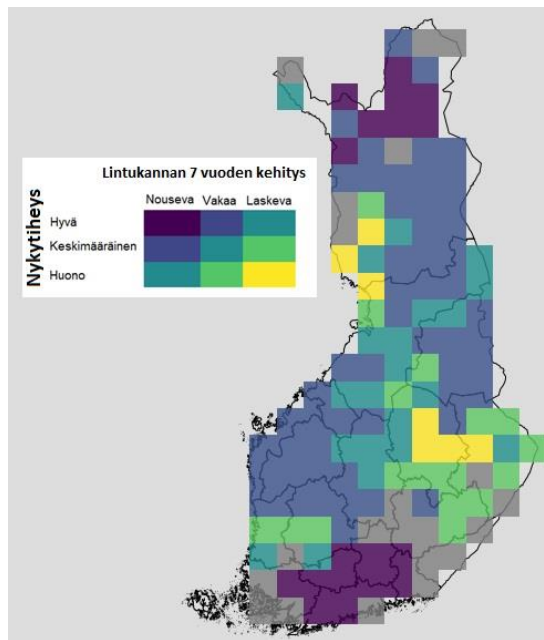 Lintukannan 7 vuoden kehitys
Nouseva Vakaa Laskeva
Nykytiheys
Hyvä
Keskimääräinen
Huono